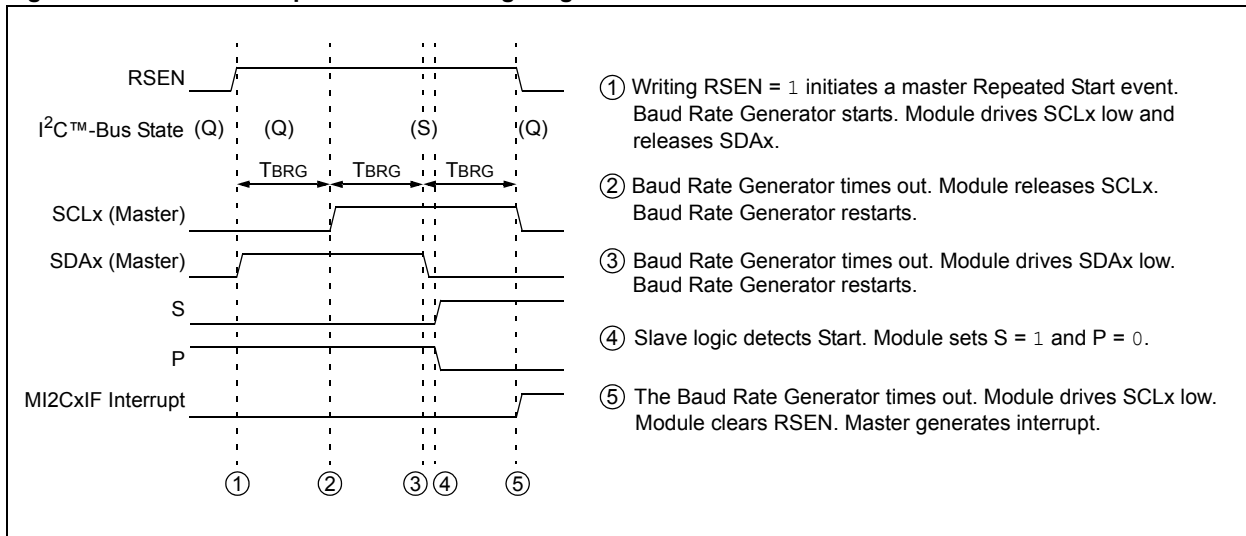 RSEN
I²C™-Bus State (Q) (Q) (S) (Q)
TBRG TBRG TBRG
SCLx (Master)
SDAx (Master)
S
P
MI2CxIF Interrupt
① ② ③ ④ ⑤
① Writing RSEN = 1 initiates a master Repeated Start event.
Baud Rate Generator starts. Module drives SCLx low and
releases SDAx.
② Baud Rate Generator times out. Module releases SCLx.
Baud Rate Generator restarts.
③ Baud Rate Generator times out. Module drives SDAx low.
Baud Rate Generator restarts.
④ Slave logic detects Start. Module sets S = 1 and P = 0.
⑤ The Baud Rate Generator times out. Module drives SCLx low.
Module clears RSEN. Master generates interrupt.